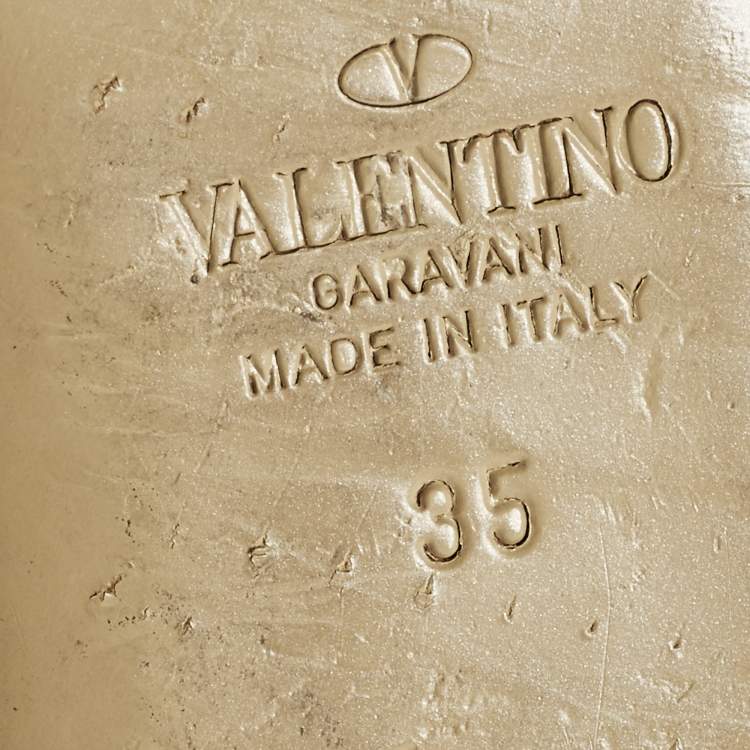 V
VALENTINO
GARAVANI
MADE IN ITALY
35